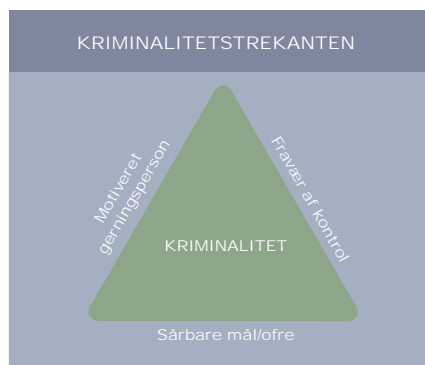 KRIMINALITETSTREKANTEN
Motiveret
gerningsperson
Fravær af kontrol
KRIMINALITET
Sårbare mål/ofre